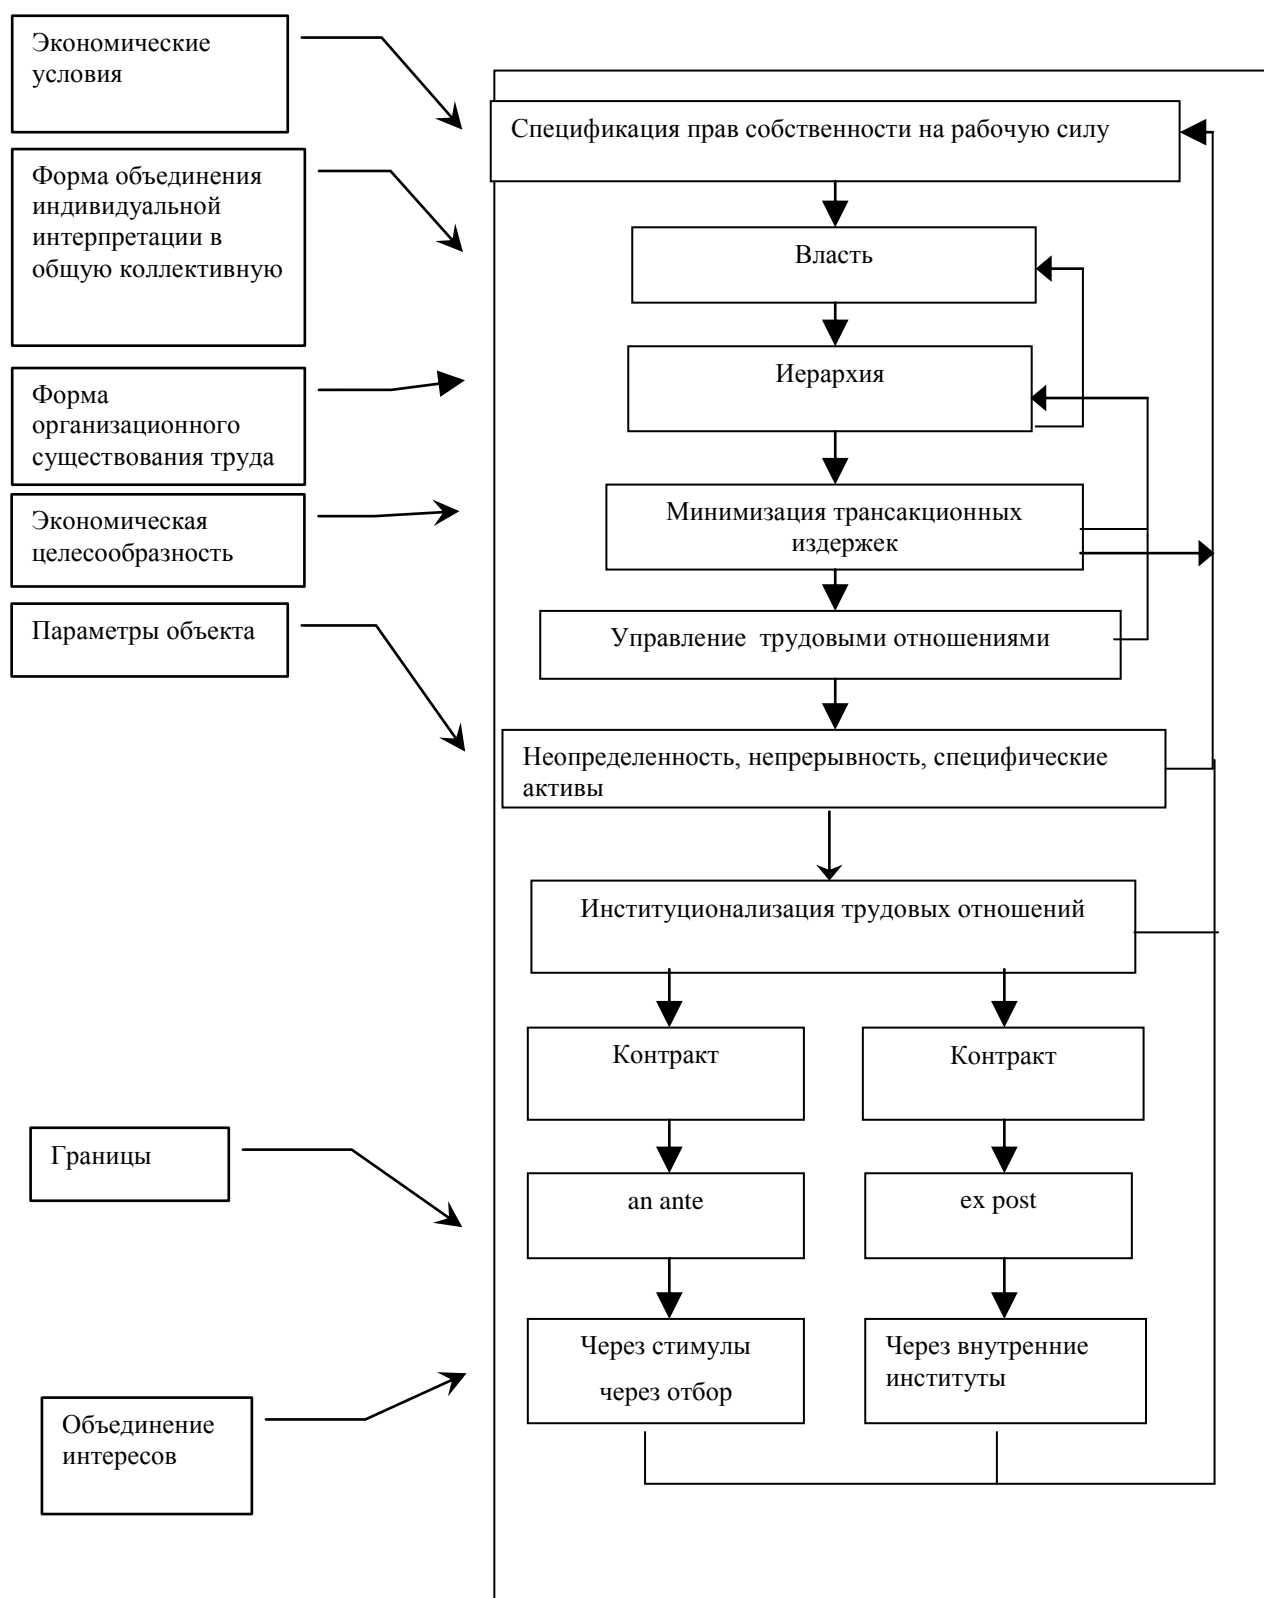 Экономические
условия
Форма объединения
индивидуальной
интерпретации в
общую коллективную
Форма
организационного
существования труда
Экономическая
целесообразность
Параметры объекта
Границы
Объединение
интересов
Спецификация прав собственности на рабочую силу
Власть
Иерархия
Минимизация трансакционных
издержек
Управление трудовыми отношениями
Неопределенность, непрерывность, специфические
активы
Институционализация трудовых отношений
Контракт
an ante
Через стимулы
через отбор
Контракт
ex post
Через внутренние
институты